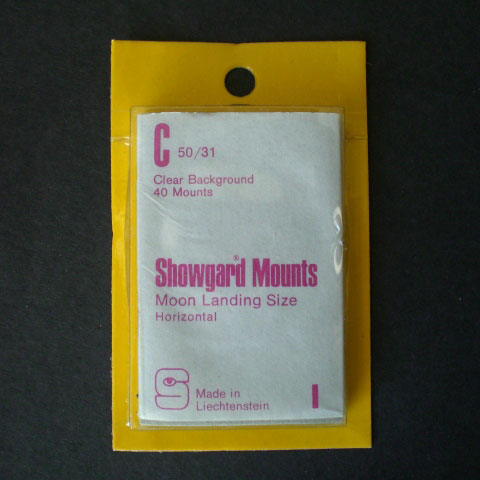 C 50/31
Clear Background
40 Mounts
Showgard® Mounts
Moon Landing Size
Horizontal
S
Made in
Liechtenstein
I